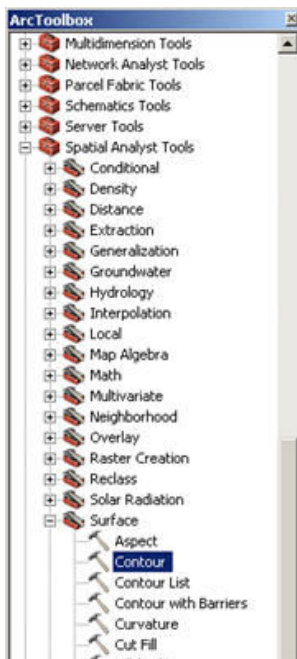 ArcToolbox
Multidimension Tools
Network Analyst Tools
Parcel Fabric Tools
Schematics Tools
Server Tools
Spatial Analyst Tools
Conditional
Density
Distance
Extraction
Generalization
Groundwater
Hydrology
Interpolation
Local
Map Algebra
Math
Multivariate
Neighborhood
Overlay
Raster Creation
Reclass
Solar Radiation
Surface
Aspect
Contour
Contour List
Contour with Barriers
Curvature
Cut Fill